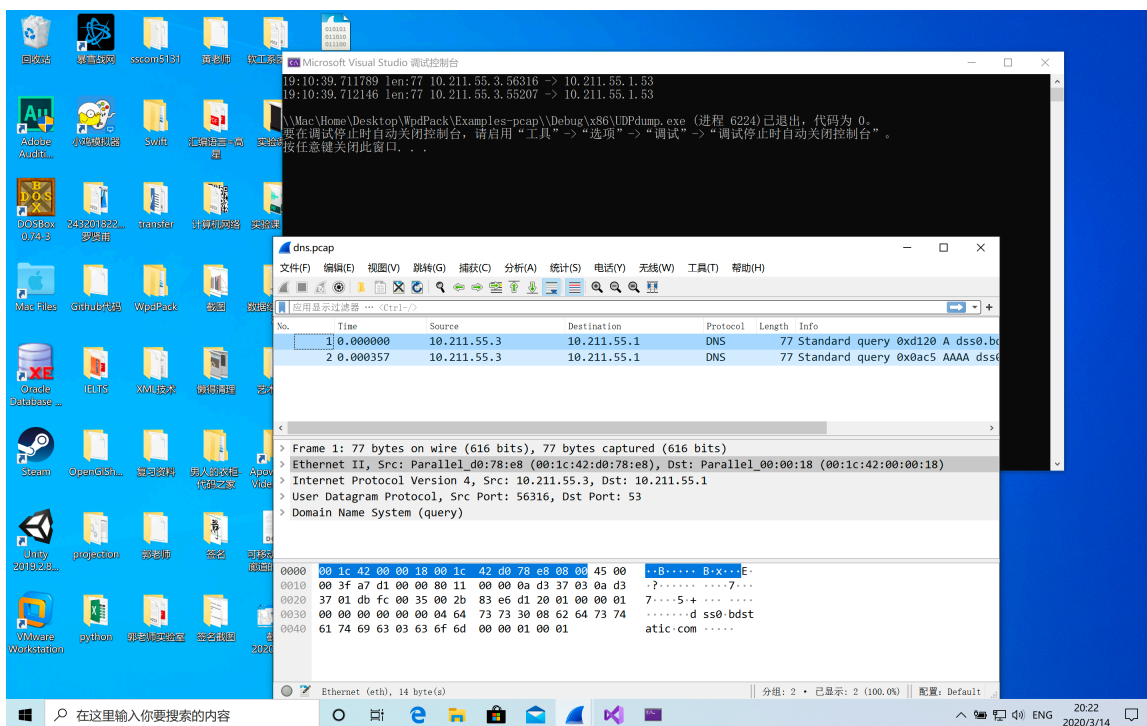 回收站
暴雪战网
sscom5131
黄老师
010101
011010
011100
Adobe Auditi...
小鸡模拟器
Swift
汇编语言=高星
DOSBox 0.74-3
243201822...
罗贤甫
transfer
计算机网络
实验课
Mac Files
Github代码
WpdPack
截图
Oracle Database ...
IELTS
XML技术
懒得清理
Steam
OpenGlSh...
复习资料
男人的衣柜-代码之家
Unity 2019.2.8...
projection
郭老师
签名
VMware Workstation
python
郭老师实验室
签名截图
Microsoft Visual Studio 调试控制台
19:10:39.711789 len:77 10.211.55.3.56316 -> 10.211.55.1.53
19:10:39.712146 len:77 10.211.55.3.55207 -> 10.211.55.1.53
\\Mac\Home\Desktop\WpdPack\Examples-pcap\\Debug\x86\UDPdump.exe (进程 6224)已退出，代码为 0。
要在调试停止时自动关闭控制台，请启用“工具”->“选项”->“调试”->“调试停止时自动关闭控制台”。
按任意键关闭此窗口. . .
dns.pcap
文件(F) 编辑(E) 视图(V) 跳转(G) 捕获(C) 分析(A) 统计(S) 电话(Y) 无线(W) 工具(T) 帮助(H)
应用显示过滤器 … <Ctrl-/>
No. Time Source Destination Protocol Length Info
1 0.000000 10.211.55.3 10.211.55.1 DNS 77 Standard query 0xd120 A dss0.bd
2 0.000357 10.211.55.3 10.211.55.1 DNS 77 Standard query 0x0ac5 AAAA dss0
Frame 1: 77 bytes on wire (616 bits), 77 bytes captured (616 bits)
Ethernet II, Src: Parallel_d0:78:e8 (00:1c:42:d0:78:e8), Dst: Parallel_00:00:18 (00:1c:42:00:00:18)
Internet Protocol Version 4, Src: 10.211.55.3, Dst: 10.211.55.1
User Datagram Protocol, Src Port: 56316, Dst Port: 53
Domain Name System (query)
0000 00 1c 42 00 00 18 00 1c 42 d0 78 e8 08 00 45 00 ··B····· B·x···E·
0010 00 3f a7 d1 00 00 80 11 00 00 0a d3 37 03 0a d3 ·?······ ····7···
0020 37 01 db fc 00 35 00 2b 83 e6 d1 20 01 00 00 01 7····5·+ ··· ····
0030 00 00 00 00 00 00 04 64 73 73 30 08 62 64 73 74 ·······d ss0·bdst
0040 61 74 69 63 03 63 6f 6d 00 00 01 00 01 atic·com ·····
Ethernet (eth), 14 byte(s) 分组: 2 · 已显示: 2 (100.0%) 配置: Default
在这里输入你要搜索的内容
ENG
20:22
2020/3/14